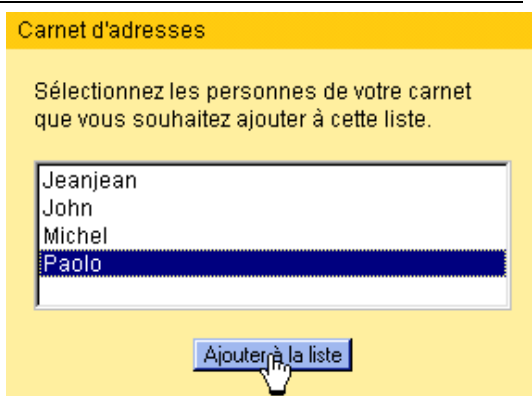 Carnet d'adresses
Sélectionnez les personnes de votre carnet
que vous souhaitez ajouter à cette liste.
Jeanjean
John
Michel
Paolo
Ajouter à la liste